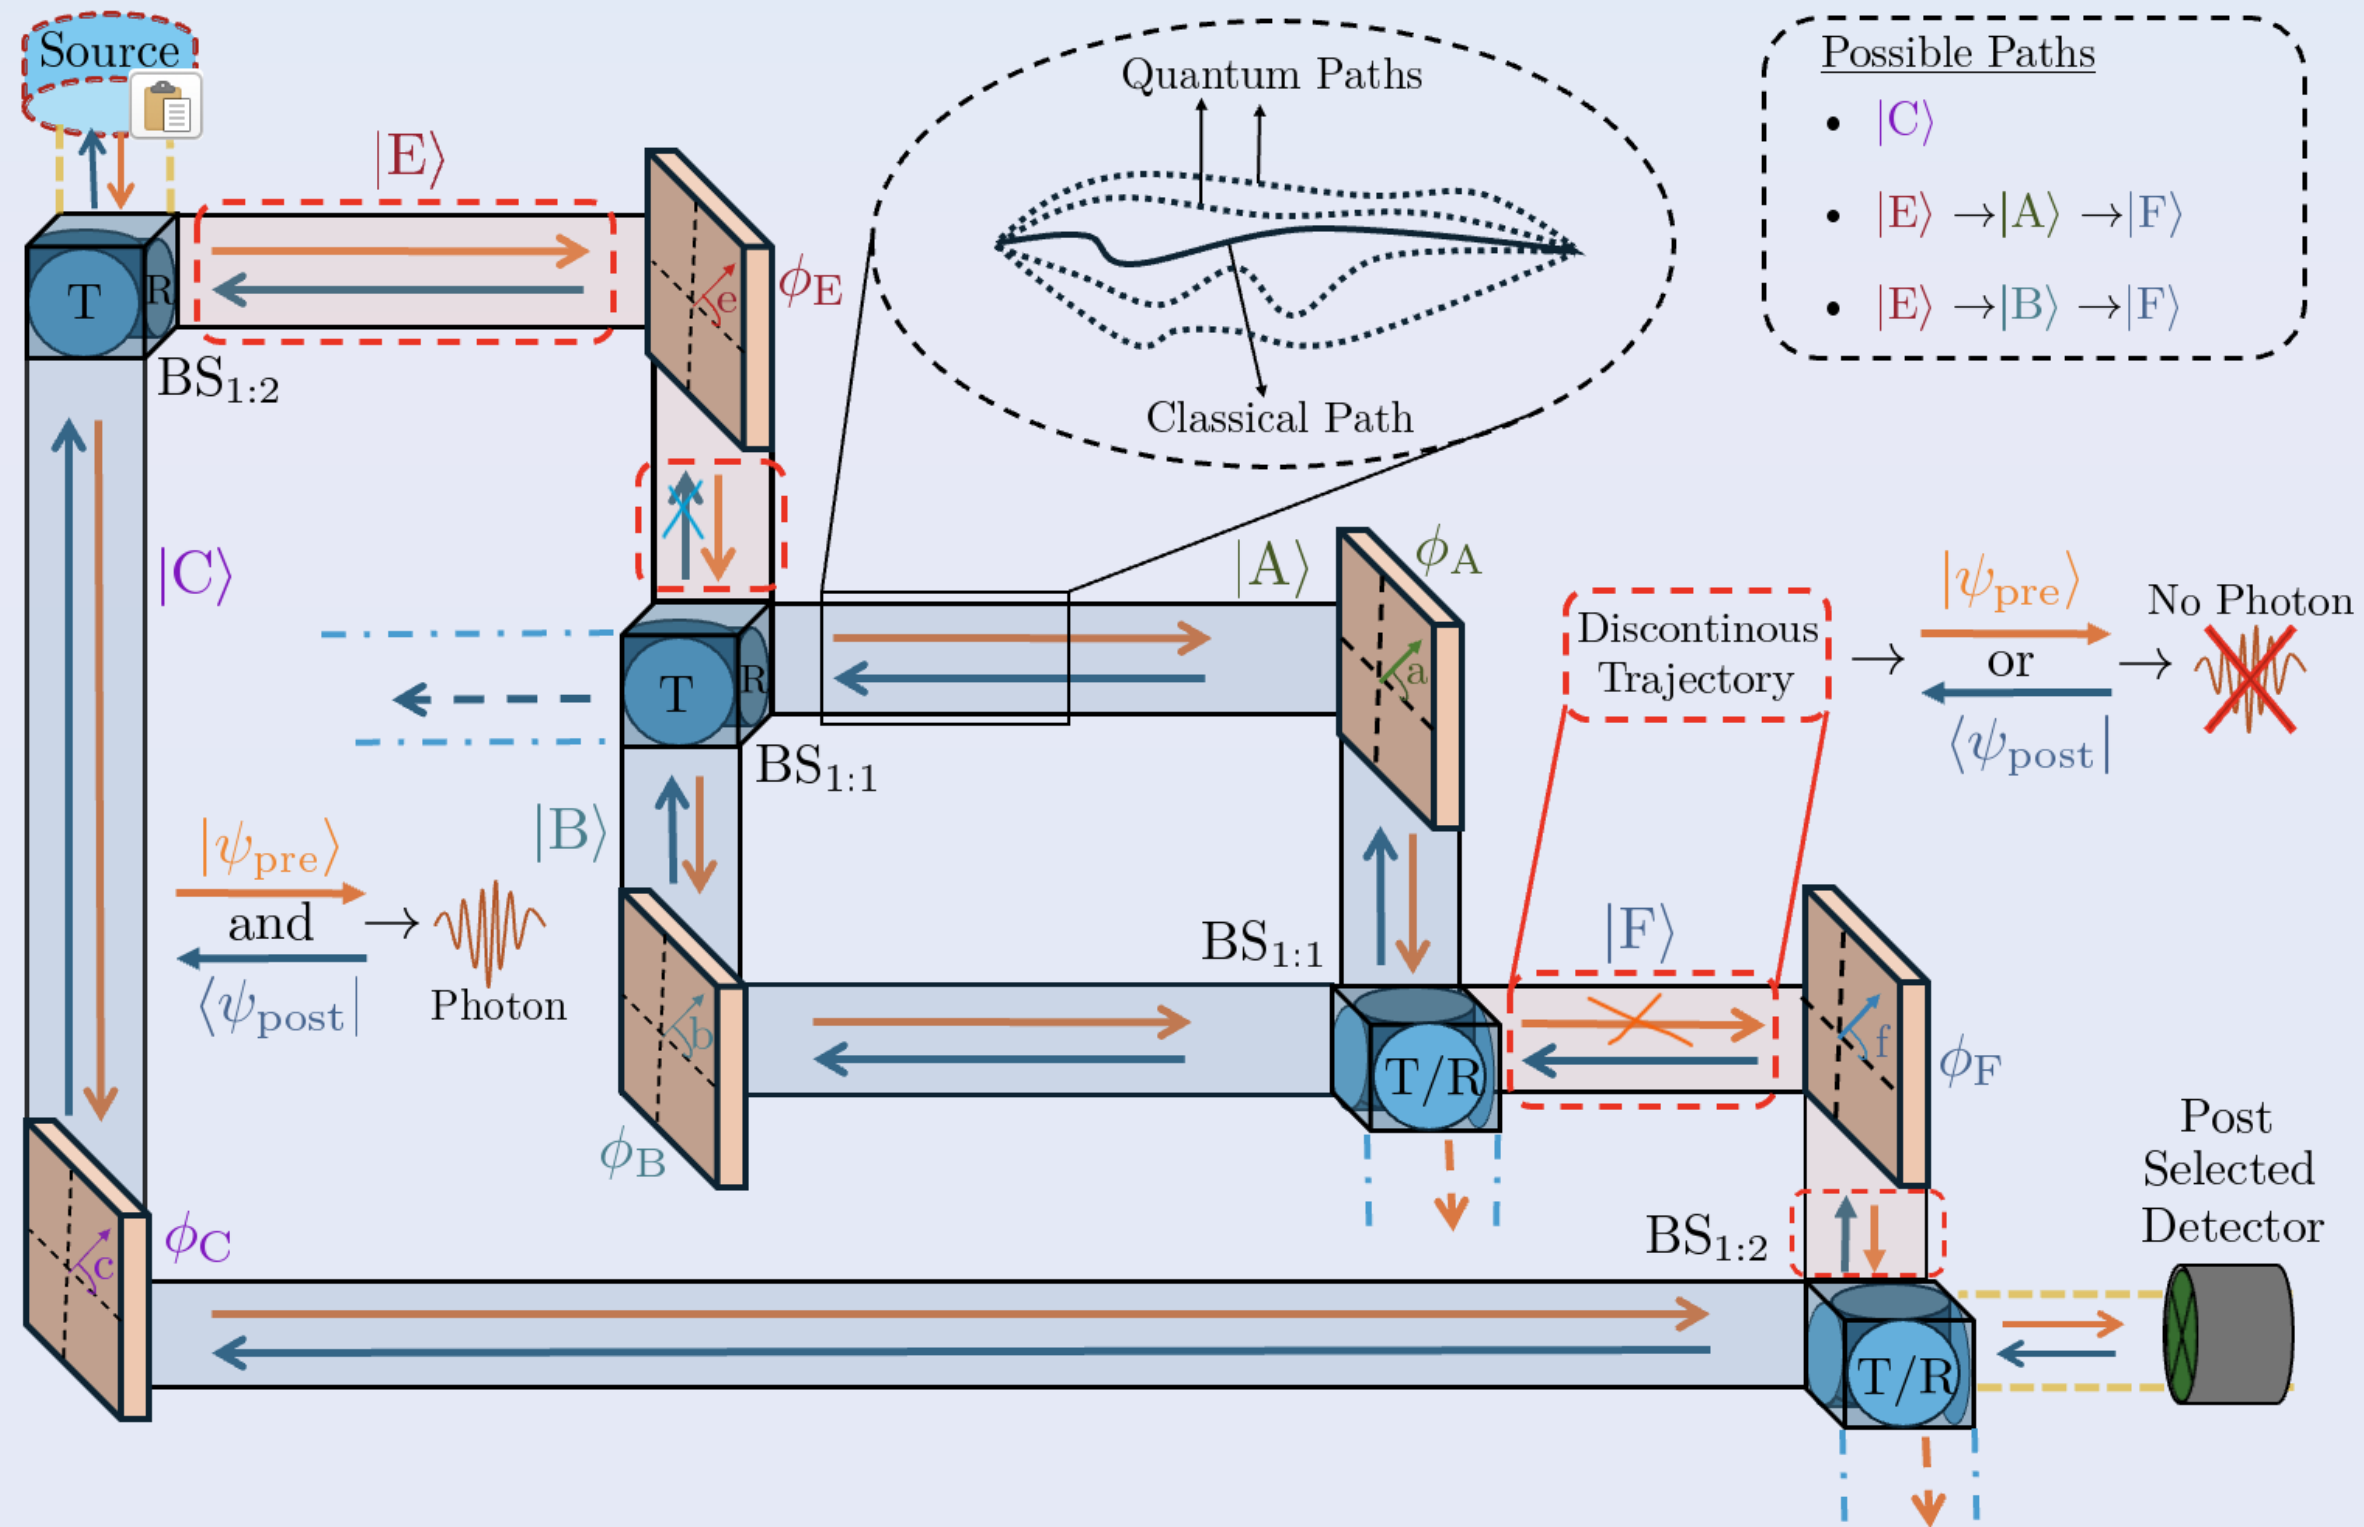 Source
|E⟩
ϕE
T
R
BS1:2
e
Quantum Paths
Classical Path
Possible Paths
• |C⟩
• |E⟩ →|A⟩ →|F⟩
• |E⟩ →|B⟩ →|F⟩
|C⟩
|A⟩
ϕA
a
T
R
BS1:1
Discontinous
Trajectory
→
|ψpre⟩
or
⟨ψpost|
→
No Photon
|ψpre⟩
and
⟨ψpost|
→
Photon
|B⟩
b
ϕB
BS1:1
T/R
|F⟩
f
ϕF
c
ϕC
BS1:2
T/R
Post
Selected
Detector